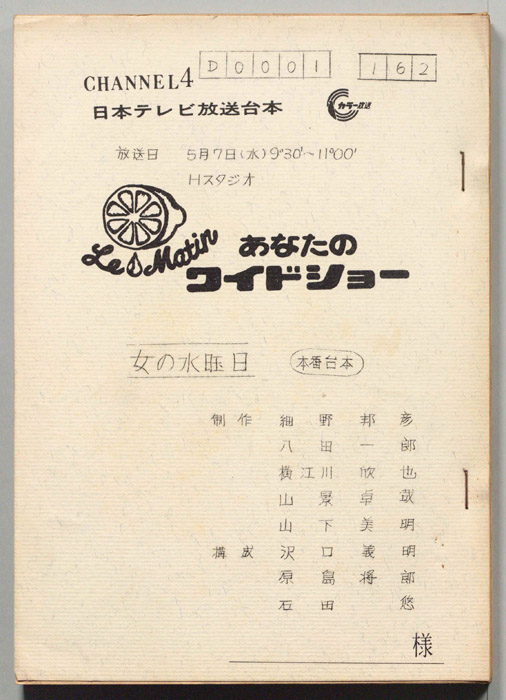 D0001 162
CHANNEL4
日本テレビ放送台本 カラー放送
放送日 5月7日(水)9°30'~11°00'
Hスタジオ
Le Matin あなたの
ワイドショー
女の水曜日 本番台本
制作 細野邦彦
八田一郎
横江川欣也
山景卓哉
山下美明
構成 沢口義明
原島将郎
石田悠
様